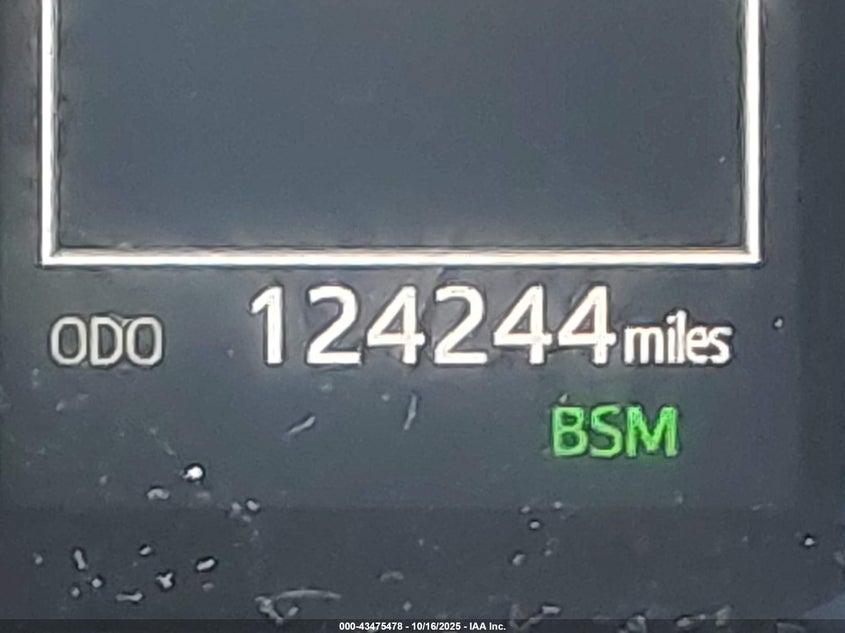 ODO 124244 miles
BSM
000-43475478 - 10/16/2025 - IAA Inc.